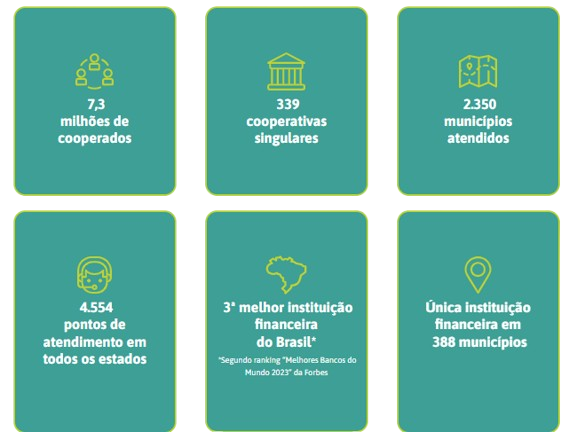 7,3
milhões de
cooperados
339
cooperativas
singulares
2.350
municípios
atendidos
4.554
pontos de
atendimento em
todos os estados
3ª melhor instituição
financeira
do Brasil*
*Segundo ranking "Melhores Bancos do
Mundo 2023" da Forbes
Única instituição
financeira em
388 municípios